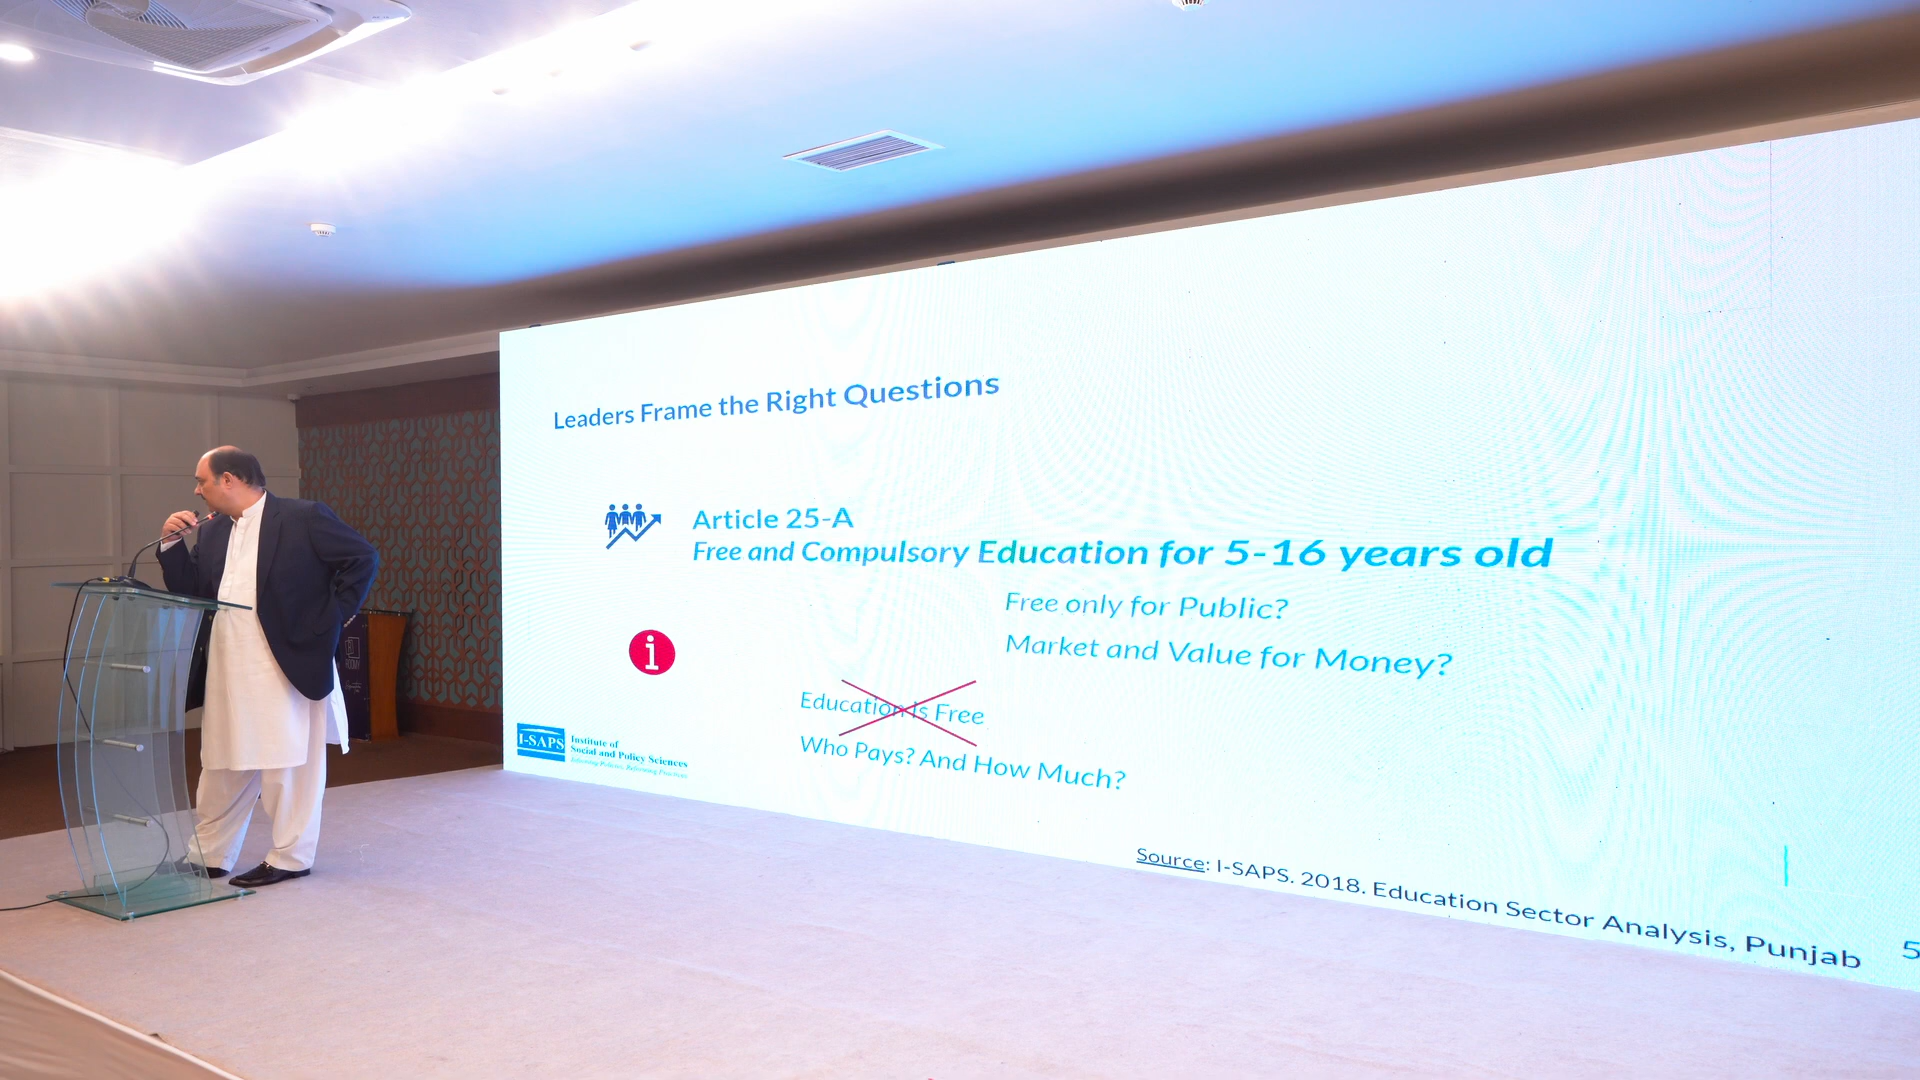 Leaders Frame the Right Questions
Article 25-A
Free and Compulsory Education for 5-16 years old
Free only for Public?
Market and Value for Money?
i
Education is Free
Who Pays? And How Much?
I-SAPS
Institute of
Social and Policy Sciences
Source: I-SAPS. 2018. Education Sector Analysis, Punjab
5